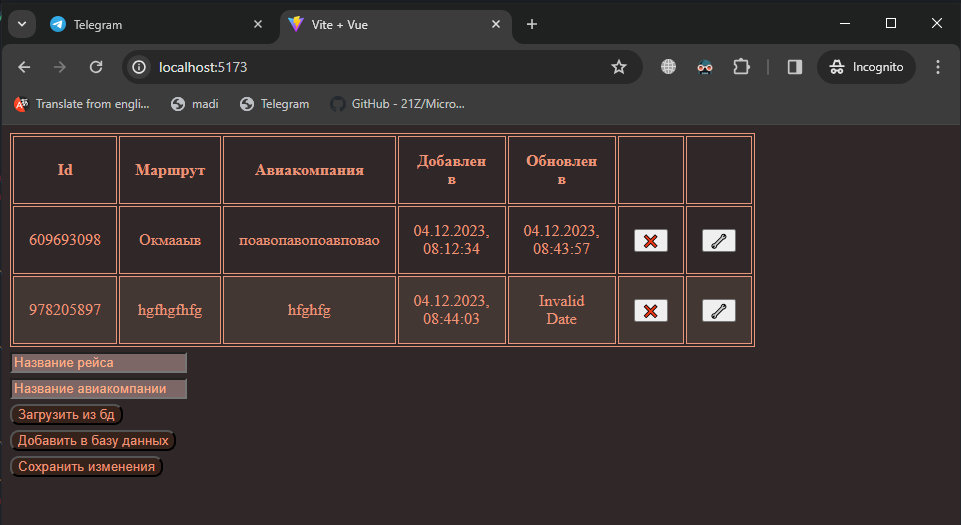 Telegram
Vite + Vue
localhost:5173
Incognito
Translate from engli...
madi
Telegram
GitHub - 21Z/Micro...
Id
Маршрут
Авиакомпания
Добавлен
в
Обновлен
в
609693098
Окмааыв
поавопавопоавповао
04.12.2023,
08:12:34
04.12.2023,
08:43:57
978205897
hgfhgfhfg
hfghfg
04.12.2023,
08:44:03
Invalid
Date
Название рейса
Название авиакомпании
Загрузить из бд
Добавить в базу данных
Сохранить изменения